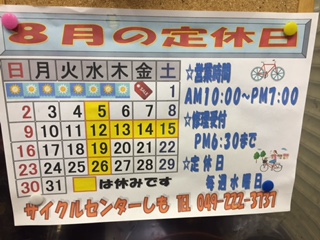 8月の定休日
日 月 火 水 木 金 土
1
2 3 4 5 6 7 8
9 10 11 12 13 14 15
16 17 18 19 20 21 22
23 24 25 26 27 28 29
30 31 は休みです
☆営業時間
AM10:00~PM7:00
☆修理受付
PM6:30まで
☆定休日
毎週水曜日
サイクルセンターしも TEL 049-222-3737